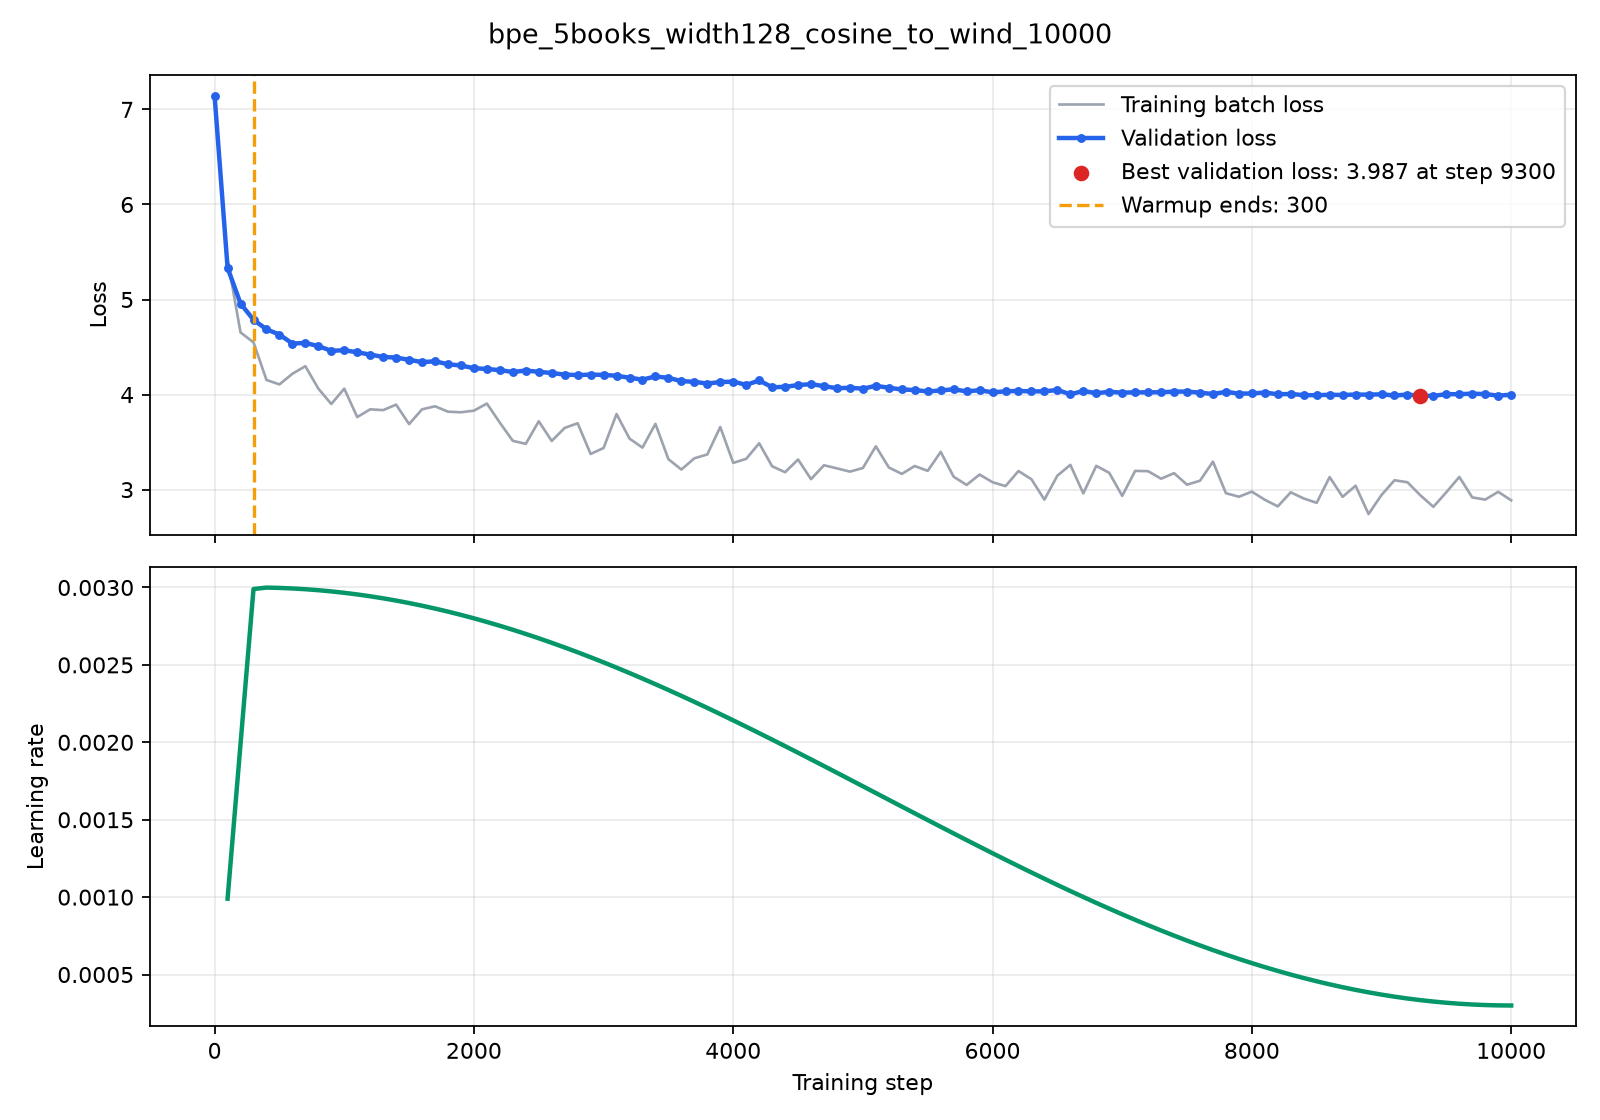 bpe_5books_width128_cosine_to_wind_10000
Training batch loss
Validation loss
Best validation loss: 3.987 at step 9300
Warmup ends: 300
Loss
7
6
5
4
3
Learning rate
0.0030
0.0025
0.0020
0.0015
0.0010
0.0005
0 2000 4000 6000 8000 10000
Training step